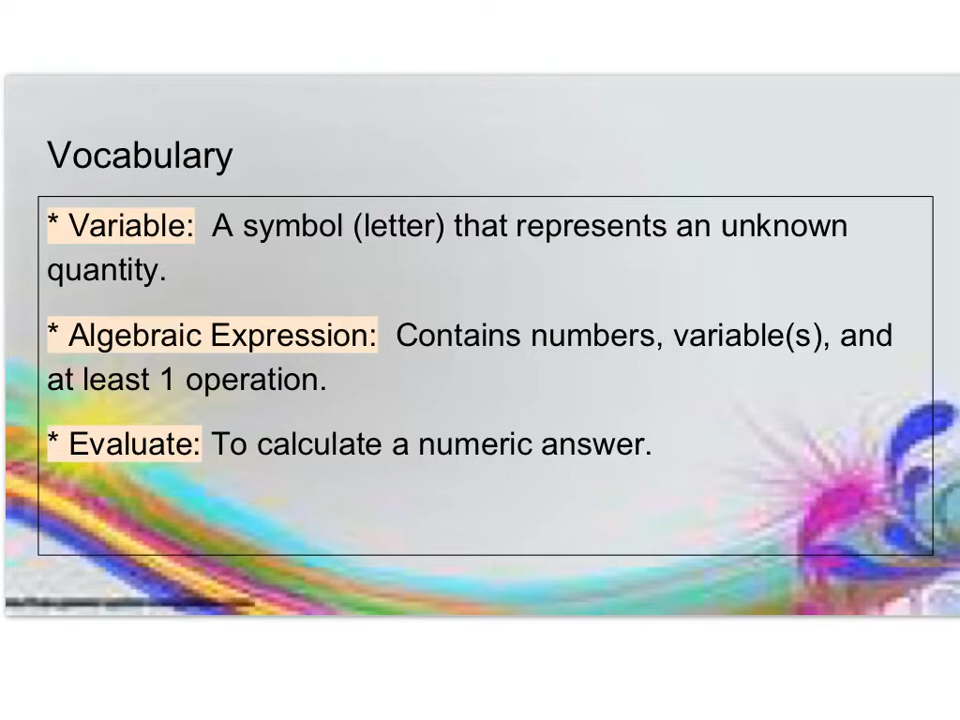 Vocabulary
* Variable:  A symbol (letter) that represents an unknown
quantity.
* Algebraic Expression:  Contains numbers, variable(s), and
at least 1 operation.
* Evaluate: To calculate a numeric answer.